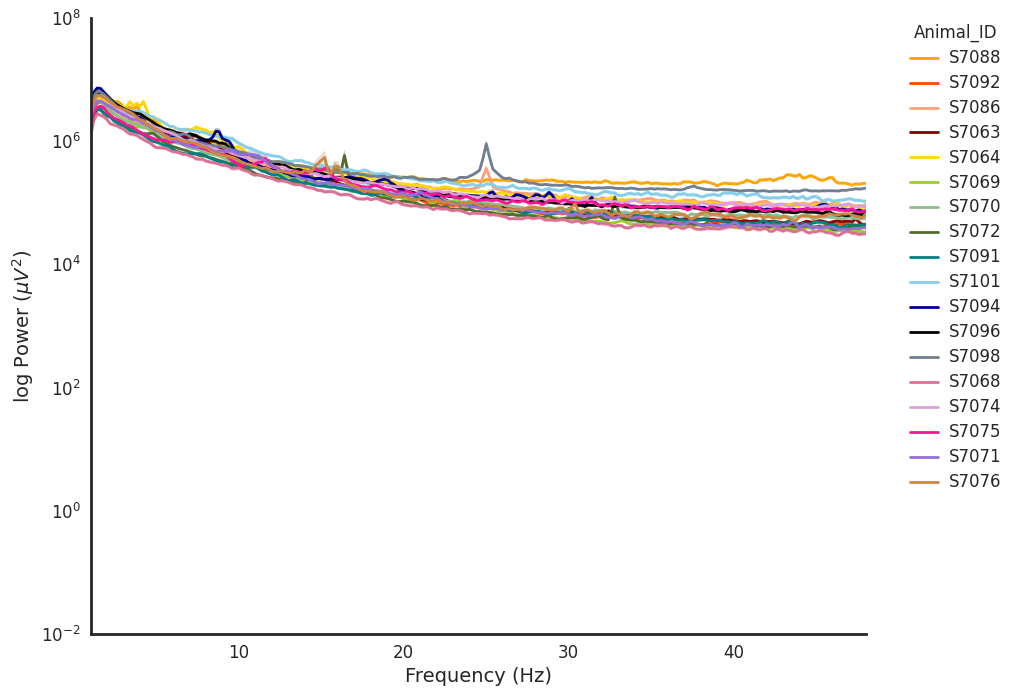 10^8
10^6
10^4
10^2
10^0
10^−2
log Power (μV^2)
10
20
30
40
Frequency (Hz)
Animal_ID
S7088
S7092
S7086
S7063
S7064
S7069
S7070
S7072
S7091
S7101
S7094
S7096
S7098
S7068
S7074
S7075
S7071
S7076